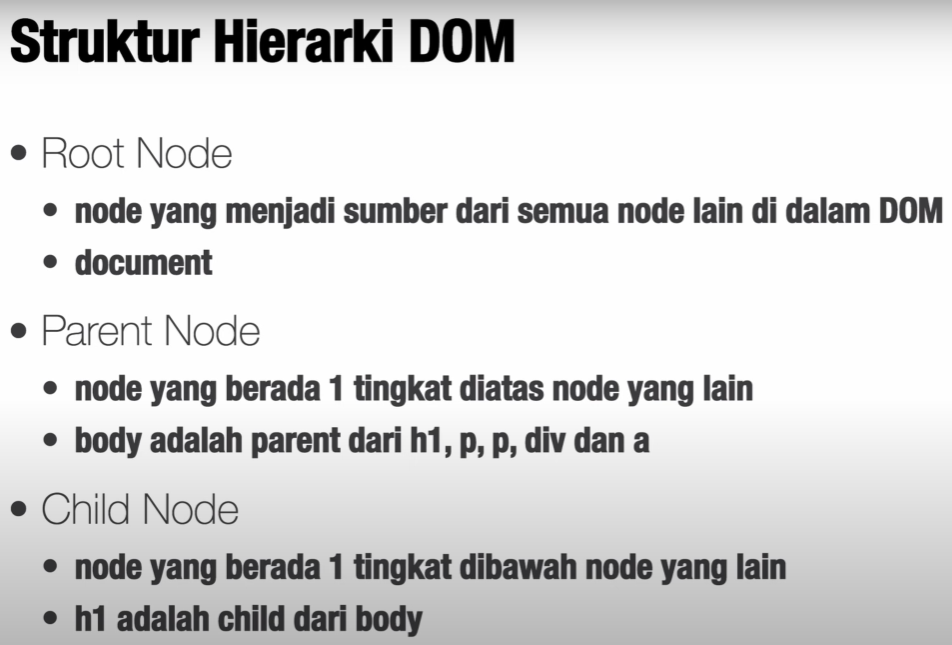 Struktur Hierarki DOM
• Root Node
• node yang menjadi sumber dari semua node lain di dalam DOM
• document
• Parent Node
• node yang berada 1 tingkat diatas node yang lain
• body adalah parent dari h1, p, p, div dan a
• Child Node
• node yang berada 1 tingkat dibawah node yang lain
• h1 adalah child dari body